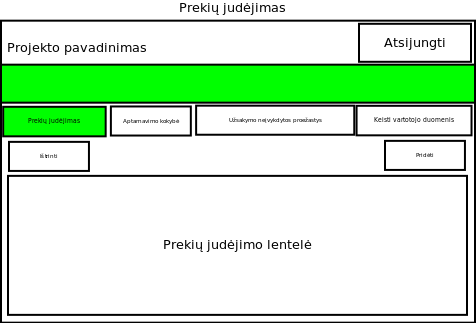 Prekių judėjimas
Projekto pavadinimas
Atsijungti
Prekių judėjimas
Aptarnavimo kokybė
Užsakymo neįvykdytos priežastys
Keisti vartotojo duomenis
Ištrinti
Pridėti
Prekių judėjimo lentelė